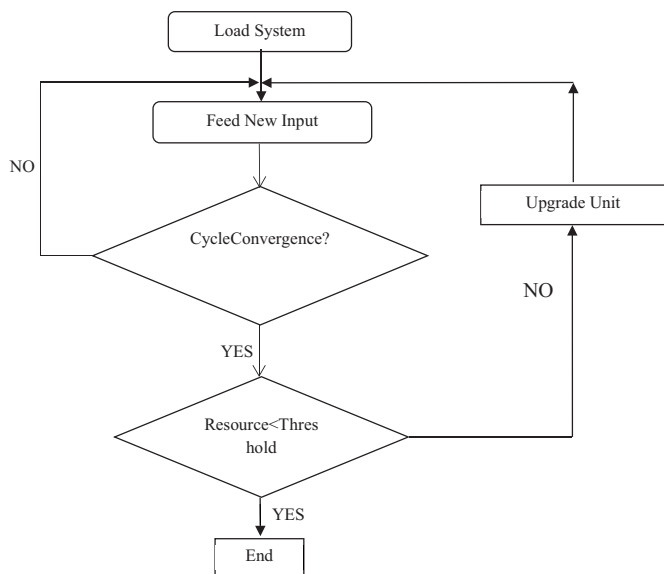 Load System
Feed New Input
NO
Upgrade Unit
CycleConvergence?
NO
YES
Resource<Thres
hold
YES
End